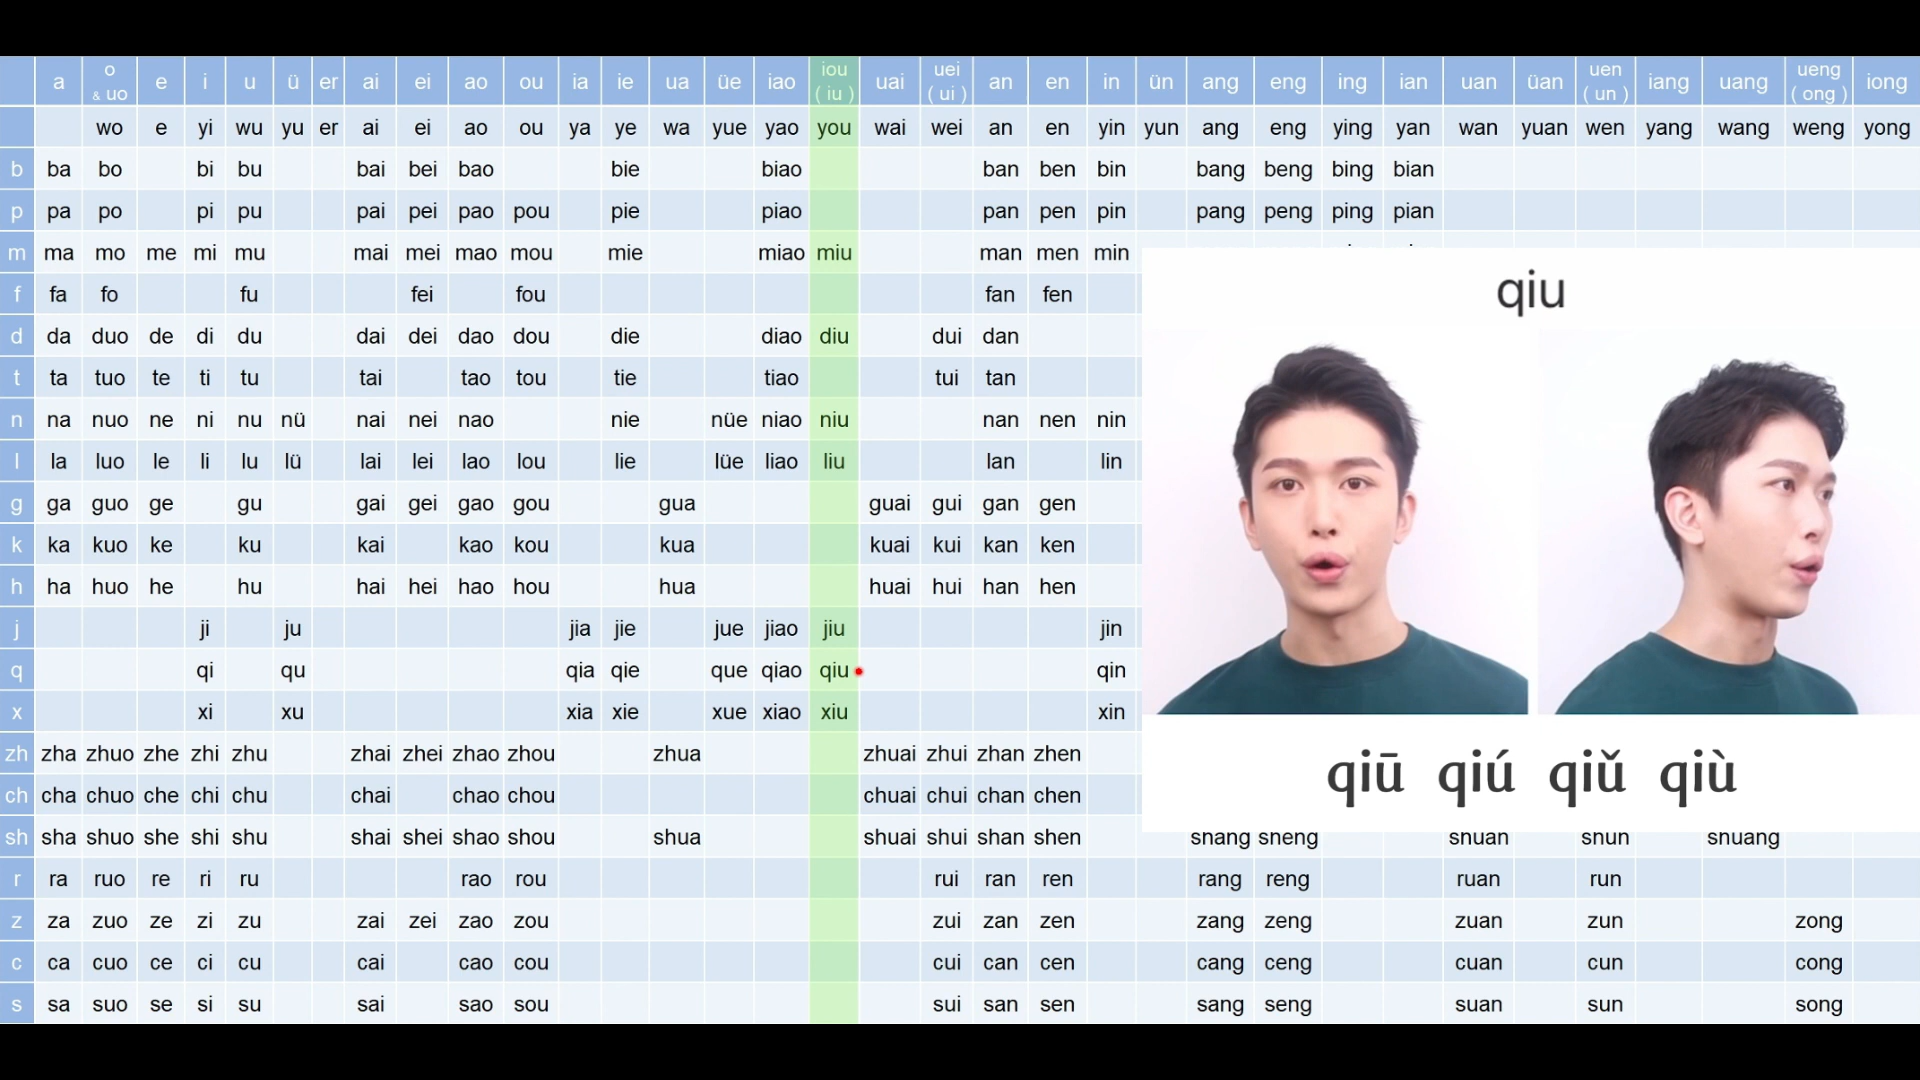 a o & uo e i u ü er ai ei ao ou ia ie ua üe iao iou ( iu ) uai uei ( ui ) an en in ün ang eng ing ian uan üan uen ( un ) iang uang ueng ( ong ) iong
wo e yi wu yu er ai ei ao ou ya ye wa yue yao you wai wei an en yin yun ang eng ying yan wan yuan wen yang wang weng yong
b ba bo bi bu bai bei bao bie biao ban ben bin bang beng bing bian
p pa po pi pu pai pei pao pou pie piao pan pen pin pang peng ping pian
m ma mo me mi mu mai mei mao mou mie miao miu man men min
f fa fo fu fei fou fan fen
d da duo de di du dai dei dao dou die diao diu dui dan
t ta tuo te ti tu tai tao tou tie tiao tui tan
n na nuo ne ni nu nü nai nei nao nie nüe niao niu nan nen nin
l la luo le li lu lü lai lei lao lou lie lüe liao liu lan lin
g ga guo ge gu gai gei gao gou gua guai gui gan gen
k ka kuo ke ku kai kao kou kua kuai kui kan ken
h ha huo he hu hai hei hao hou hua huai hui han hen
j ji ju jia jie jue jiao jiu jin
q qi qu qia qie que qiao qiu qin
x xi xu xia xie xue xiao xiu xin
zh zha zhuo zhe zhi zhu zhai zhei zhao zhou zhua zhuai zhui zhan zhen
ch cha chuo che chi chu chai chao chou chuai chui chan chen
sh sha shuo she shi shu shai shei shao shou shua shuai shui shan shen shang sheng shuan shun shuang
r ra ruo re ri ru rao rou rui ran ren rang reng ruan run
z za zuo ze zi zu zai zei zao zou zui zan zen zang zeng zuan zun zong
c ca cuo ce ci cu cai cao cou cui can cen cang ceng cuan cun cong
s sa suo se si su sai sao sou sui san sen sang seng suan sun song
qiu
qiū qiú qiǔ qiù